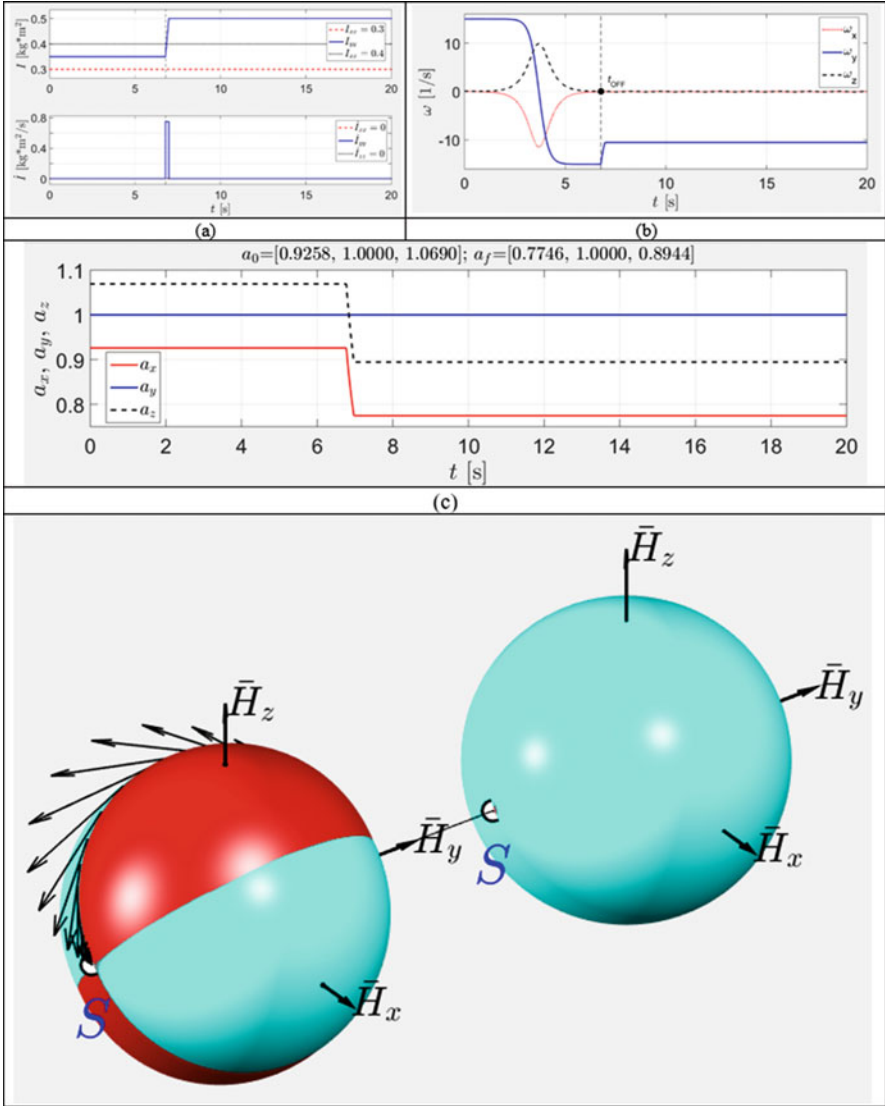 I [kg*m²]
0.5
0.4
0.3
0 5 10 15 20
I_xx = 0.3
I_yy
I_zz = 0.4
İ [kg*m²/s]
0.8
0.4
0
İ_xx = 0
İ_yy
İ_zz = 0
0 5 10 15 20
t [s]
(a)
ω [1/s]
10
0
-10
t_OFF
ω_x
ω_y
ω_z
0 5 10 15 20
t [s]
(b)
a_0=[0.9258, 1.0000, 1.0690]; a_f=[0.7746, 1.0000, 0.8944]
a_x, a_y, a_z
1.1
1
0.9
0.8
a_x
a_y
a_z
0 2 4 6 8 10 12 14 16 18 20
t [s]
(c)
H̄_z
H̄_y
H̄_x
S
H̄_z
H̄_y
H̄_x
S